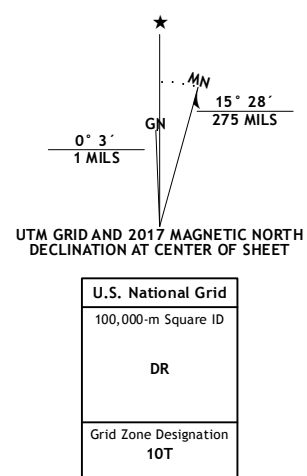 ★
MN
GN
15° 28´
275 MILS
0° 3´
1 MILS
UTM GRID AND 2017 MAGNETIC NORTH
DECLINATION AT CENTER OF SHEET
U.S. National Grid
100,000-m Square ID
DR
Grid Zone Designation
10T